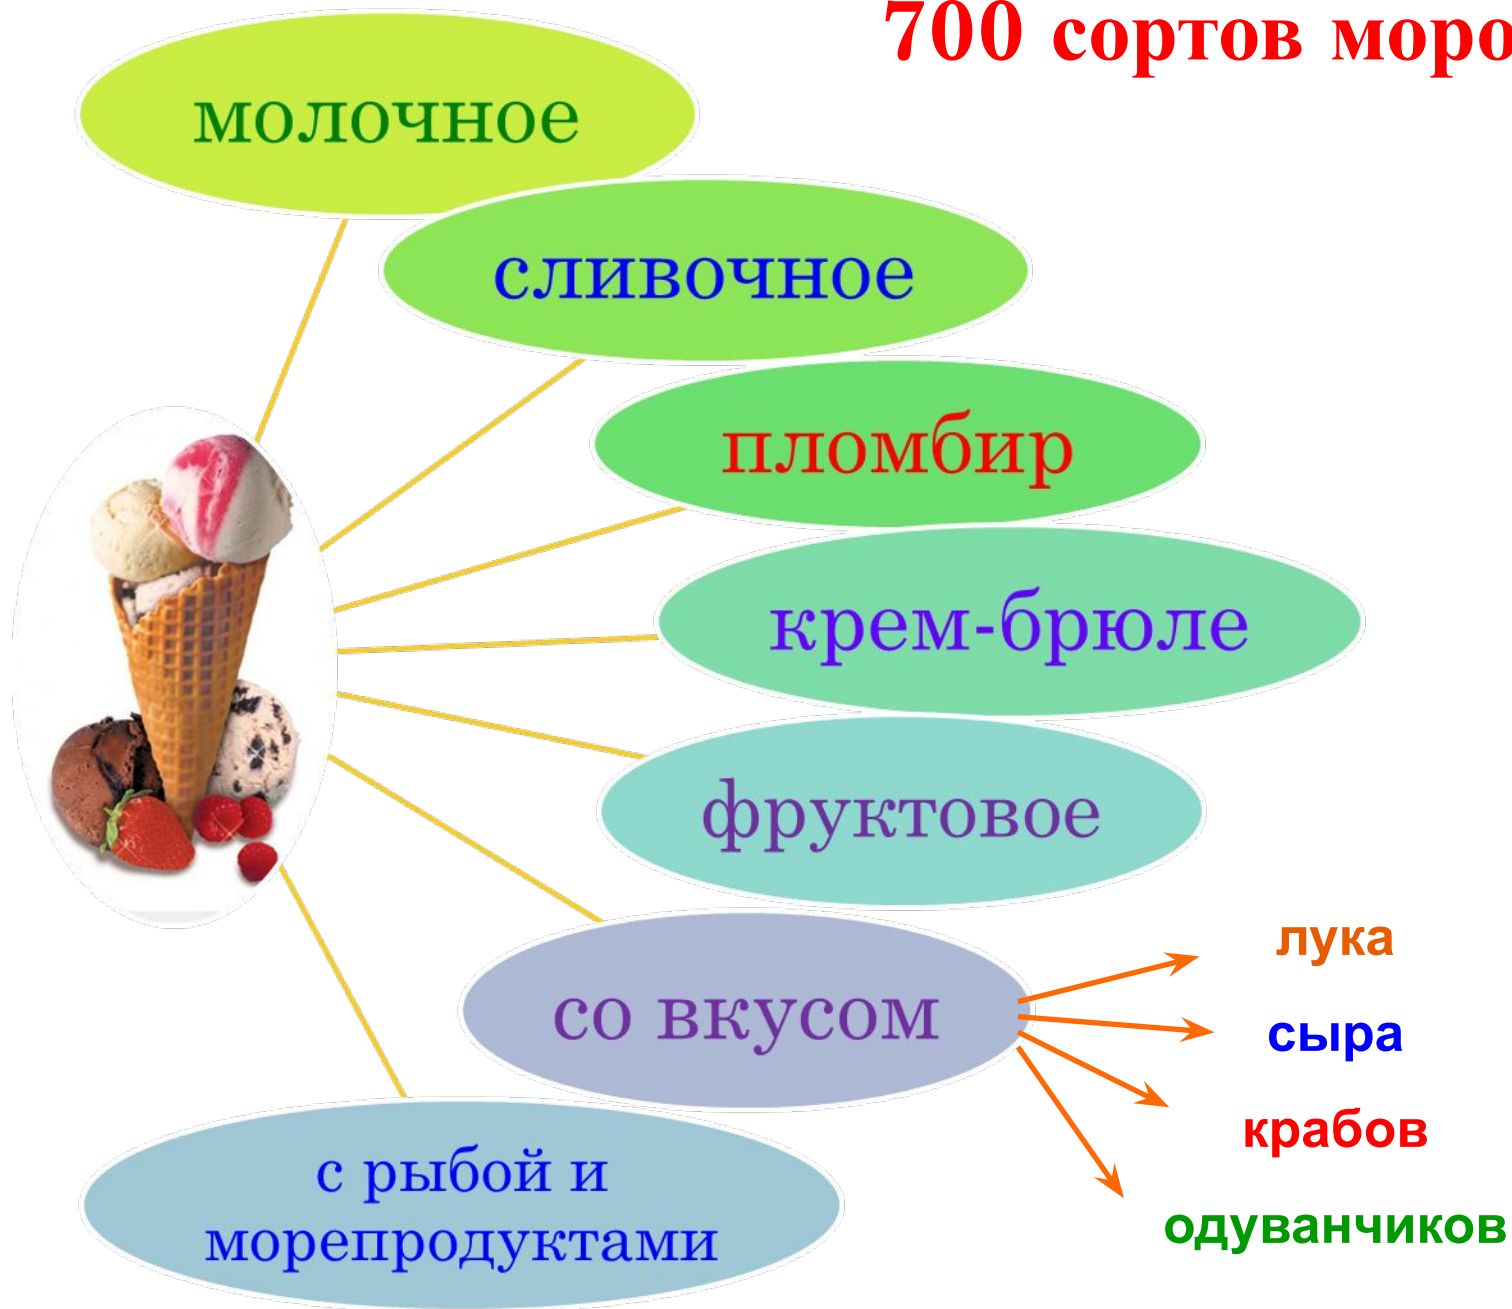 700 сортов моро
молочное
сливочное
пломбир
крем-брюле
фруктовое
со вкусом
лука
сыра
крабов
одуванчиков
с рыбой и
морепродуктами